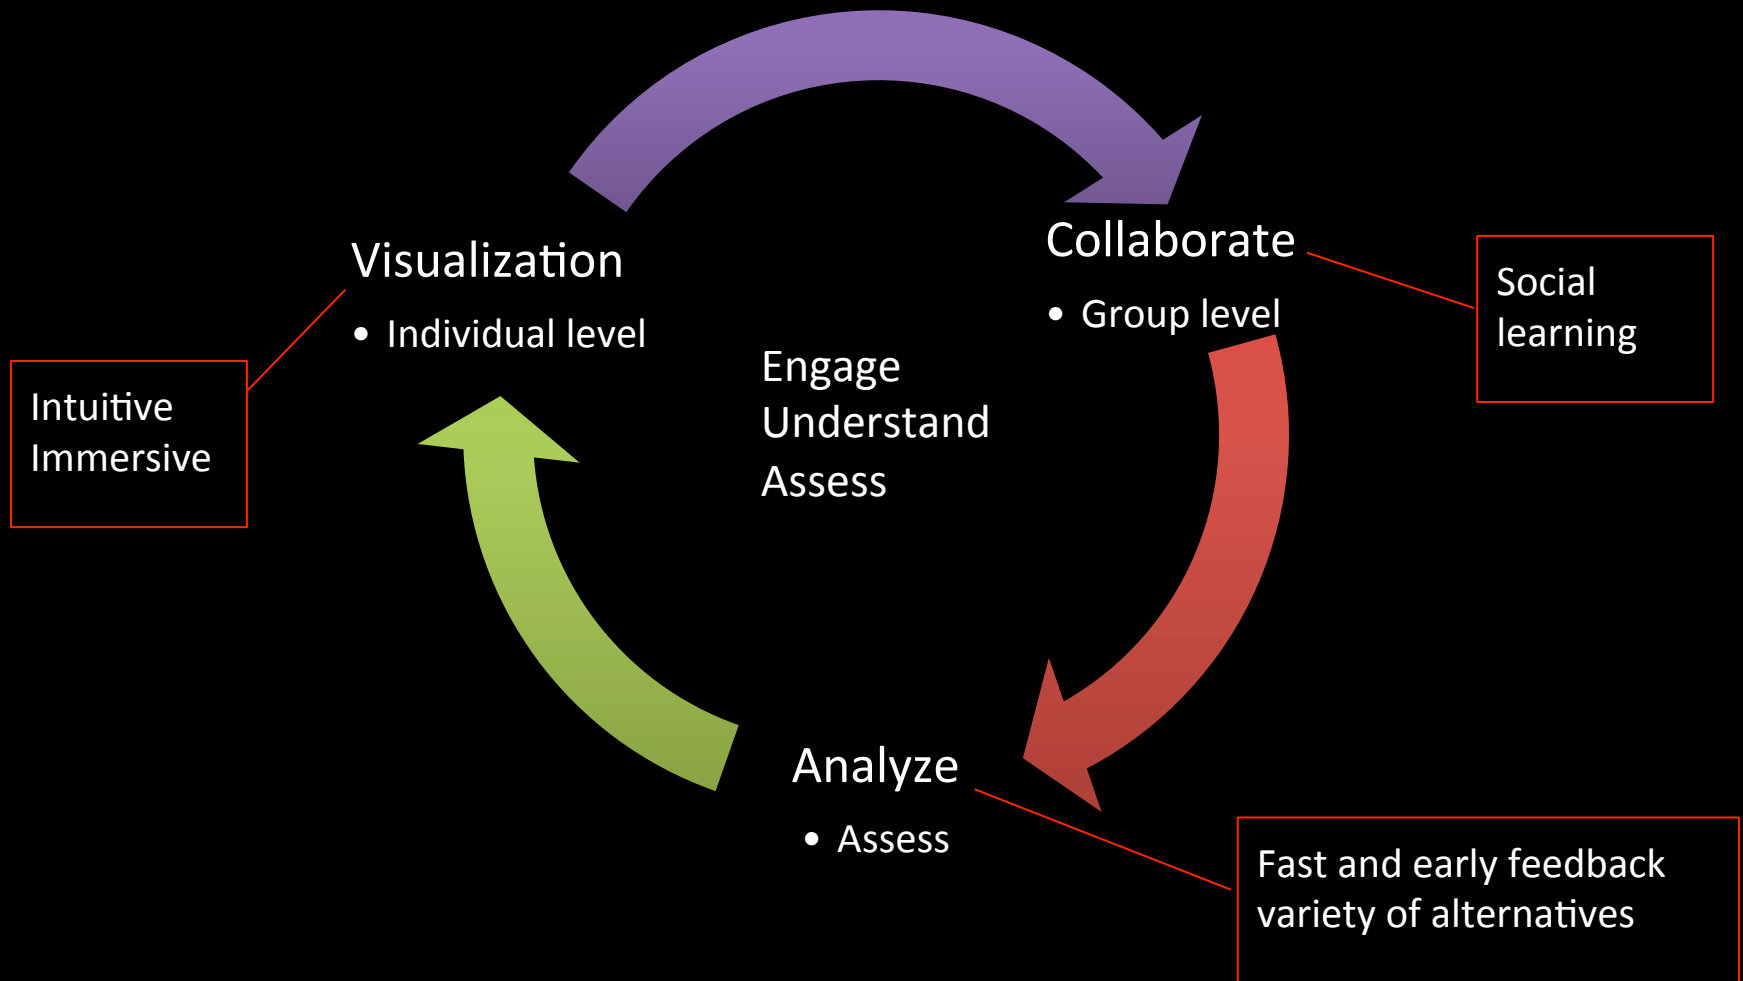 Visualization
• Individual level
Intuitive
Immersive
Collaborate
• Group level
Social
learning
Engage
Understand
Assess
Analyze
• Assess
Fast and early feedback
variety of alternatives